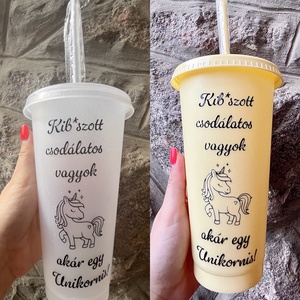 Kib*szott
csodálatos
vagyok
akár egy
Unikornis!
Kib*szott
csodálatos
vagyok
akár egy
Unikornis!